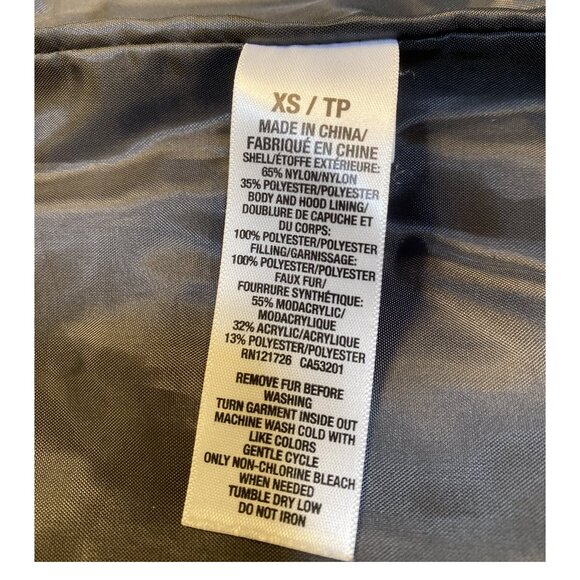 XS / TP
MADE IN CHINA/
FABRIQUÉ EN CHINE
SHELL/ÉTOFFE EXTÉRIEURE:
65% NYLON/NYLON
35% POLYESTER/POLYESTER
BODY AND HOOD LINING/
DOUBLURE DE CAPUCHE ET
DU CORPS:
100% POLYESTER/POLYESTER
FILLING/GARNISSAGE:
100% POLYESTER/POLYESTER
FAUX FUR/
FOURRURE SYNTHÉTIQUE:
55% MODACRYLIC/
MODACRYLIQUE
32% ACRYLIC/ACRYLIQUE
13% POLYESTER/POLYESTER
RN121726 CA53201
REMOVE FUR BEFORE
WASHING
TURN GARMENT INSIDE OUT
MACHINE WASH COLD WITH
LIKE COLORS
GENTLE CYCLE
ONLY NON-CHLORINE BLEACH
WHEN NEEDED
TUMBLE DRY LOW
DO NOT IRON